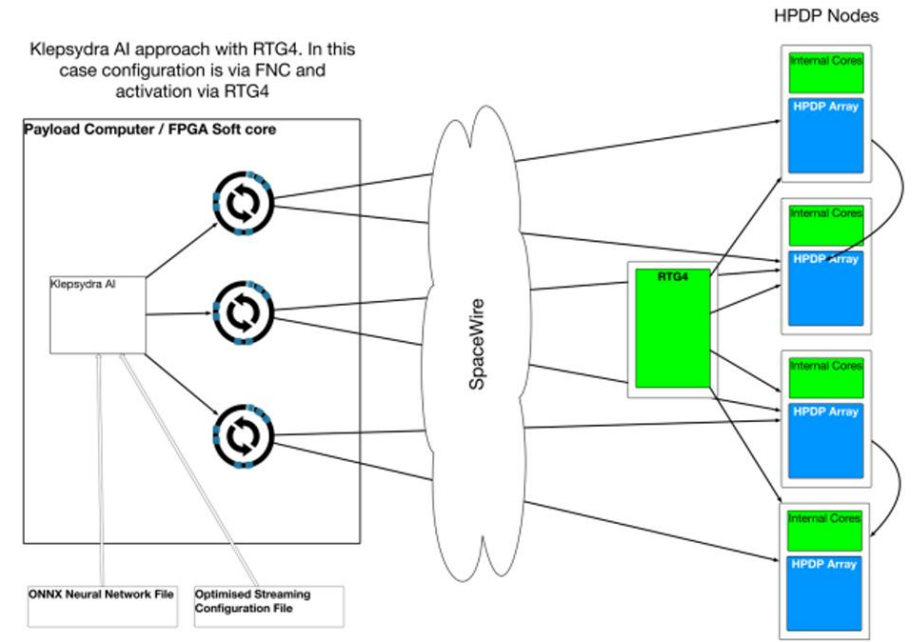 HPDP Nodes
Klepsydra AI approach with RTG4. In this
case configuration is via FNC and
activation via RTG4
Payload Computer / FPGA Soft core
Klepsydra AI
ONNX Neural Network File
Optimised Streaming
Configuration File
SpaceWire
RTG4
Internal Cores
HPDP Array
Internal Cores
HPDP Array
Internal Cores
HPDP Array
Internal Cores
HPDP Array